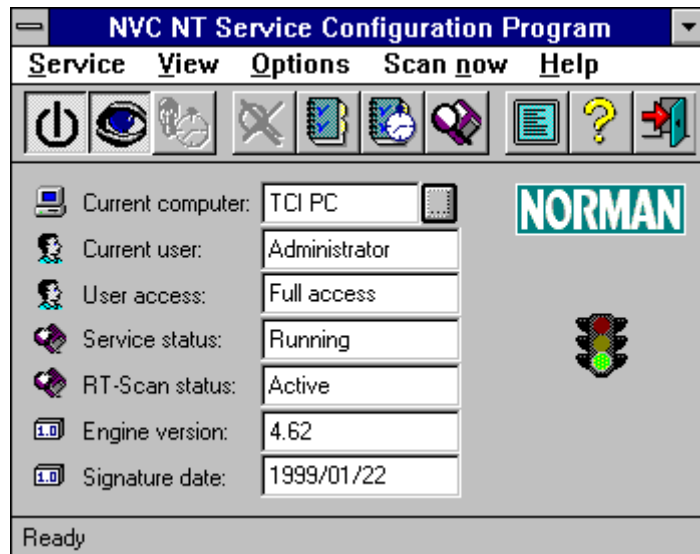 NVC NT Service Configuration Program
Service View Options Scan now Help
Current computer: TCI PC
NORMAN
Current user: Administrator
User access: Full access
Service status: Running
RT-Scan status: Active
1.0 Engine version: 4.62
1.0 Signature date: 1999/01/22
Ready